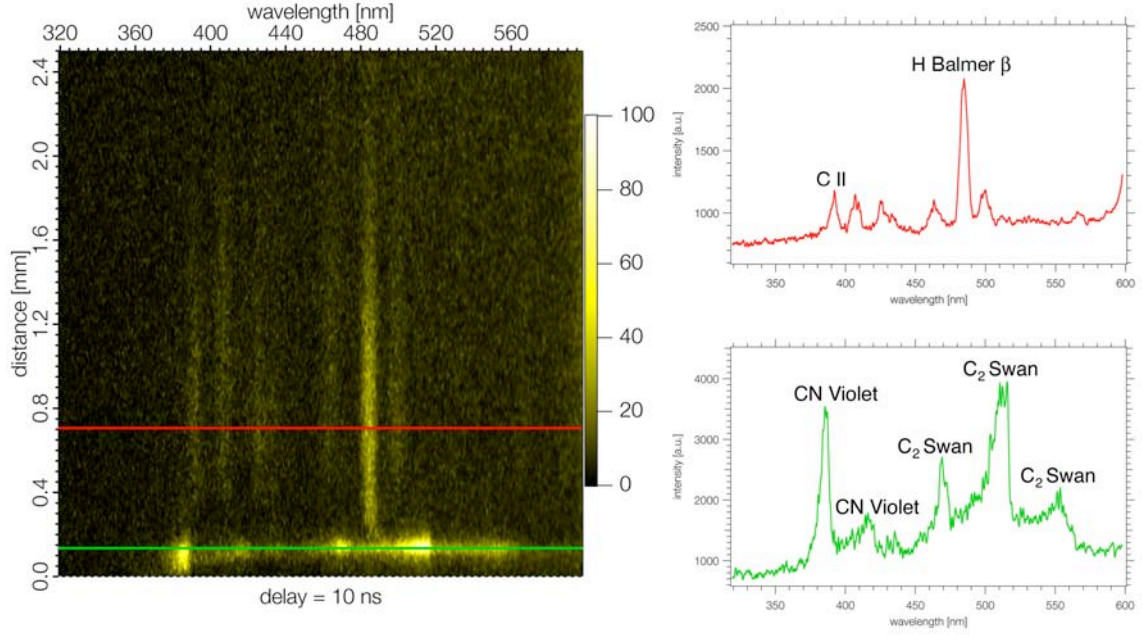 wavelength [nm]
320 360 400 440 480 520 560
distance [mm]
2.4
2.0
1.6
1.2
0.8
0.4
0.0
100
80
60
40
20
0
delay = 10 ns
2500
2000
1500
1000
intensity [a.u.]
H Balmer β
C II
350 400 450 500 550 600
wavelength [nm]
4000
3000
2000
1000
intensity [a.u.]
C₂ Swan
CN Violet
C₂ Swan
C₂ Swan
CN Violet
350 400 450 500 550 600
wavelength [nm]